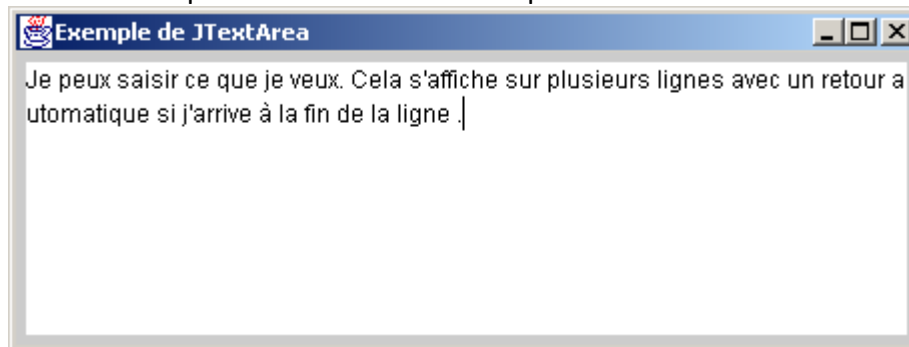 Exemple de JTextArea
Je peux saisir ce que je veux. Cela s'affiche sur plusieurs lignes avec un retour a
utomatique si j'arrive à la fin de la ligne .